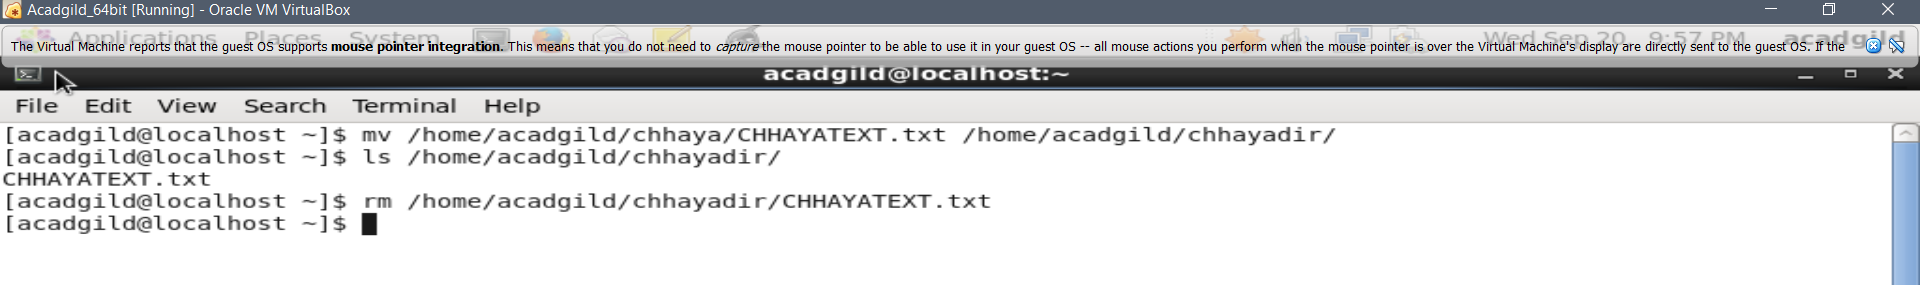 Acadgild_64bit [Running] - Oracle VM VirtualBox
Applications Places System Wed Sep 20 9:57 PM acadgild
The Virtual Machine reports that the guest OS supports mouse pointer integration. This means that you do not need to capture the mouse pointer to be able to use it in your guest OS -- all mouse actions you perform when the mouse pointer is over the Virtual Machine's display are directly sent to the guest OS. If the
acadgild@localhost:~
File Edit View Search Terminal Help
[acadgild@localhost ~]$ mv /home/acadgild/chhaya/CHHAYATEXT.txt /home/acadgild/chhayadir/
[acadgild@localhost ~]$ ls /home/acadgild/chhayadir/
CHHAYATEXT.txt
[acadgild@localhost ~]$ rm /home/acadgild/chhayadir/CHHAYATEXT.txt
[acadgild@localhost ~]$